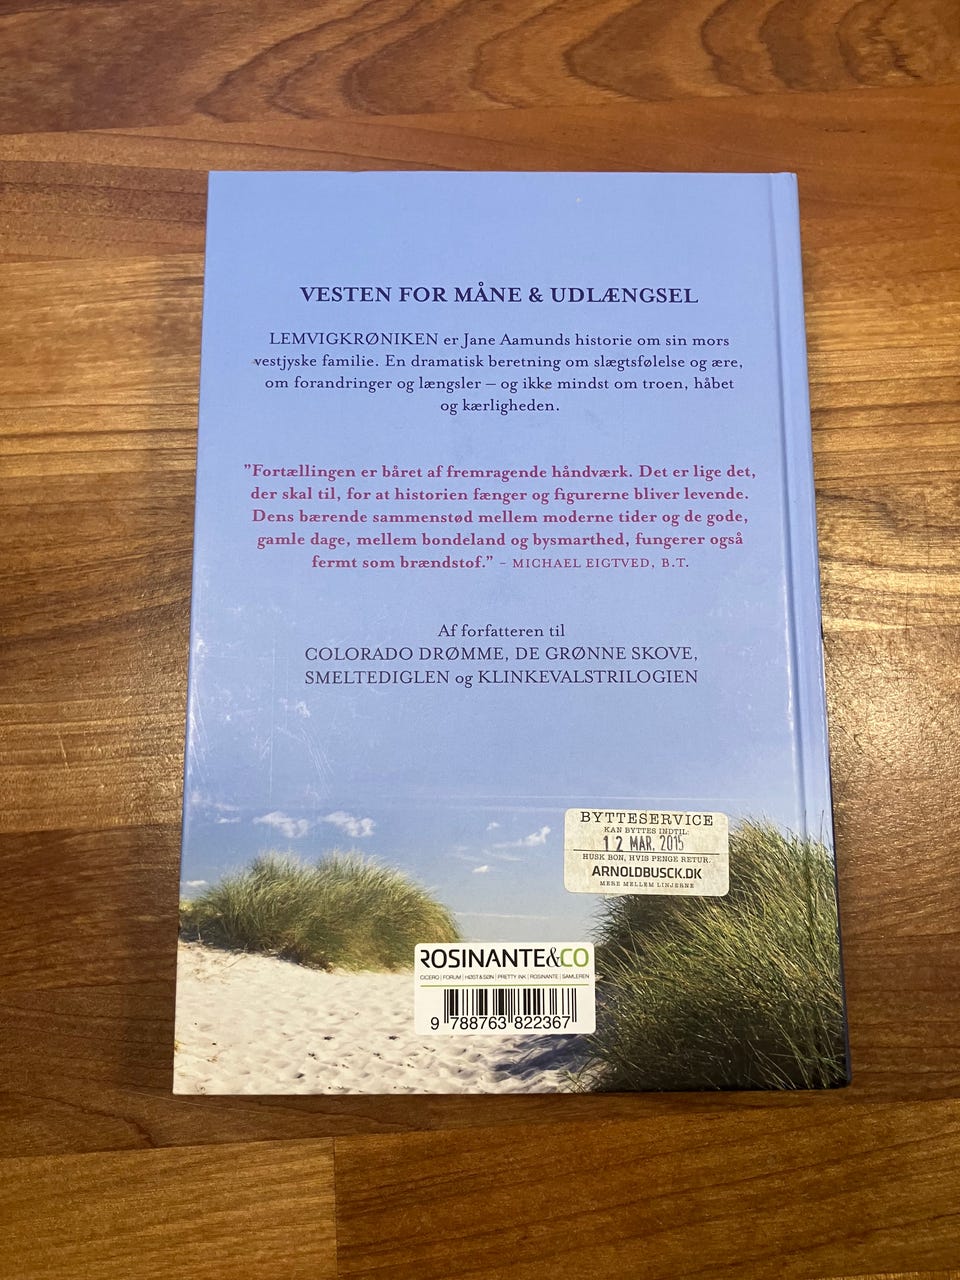 VESTEN FOR MÅNE & UDLÆNGSEL
LEMVIGKRØNIKEN er Jane Aamunds historie om sin mors
vestjyske familie. En dramatisk beretning om slægtsfølelse og ære,
om forandringer og længsler – og ikke mindst om troen, håbet
og kærligheden.
”Fortællingen er båret af fremragende håndværk. Det er lige det,
der skal til, for at historien fænger og figurerne bliver levende.
Dens bærende sammenstød mellem moderne tider og de gode,
gamle dage, mellem bondeland og bysmarthed, fungerer også
fermt som brændstof.” – MICHAEL EIGTVED, B.T.
Af forfatteren til
COLORADO DRØMME, DE GRØNNE SKOVE,
SMELTEDIGLEN og KLINKEVALSTRILOGIEN
BYTTESERVICE
KAN BYTTES INDTIL:
12 MAR. 2015
HUSK BON, HVIS PENGE RETUR.
ARNOLDBUSCK.DK
MERE MELLEM LINJERNE
ROSINANTE&CO
CICERO | FORUM | HØST&SØN | PRETTY INK | ROSINANTE | SAMLEREN
9 788763 822367